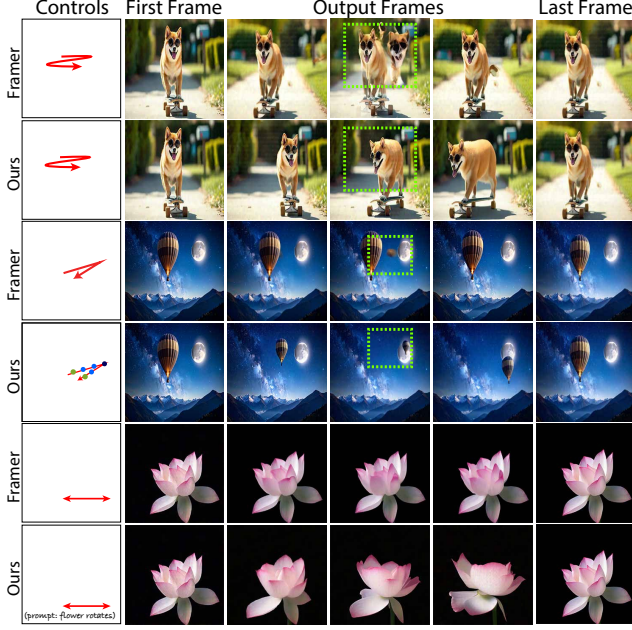 Controls First Frame Output Frames Last Frame
Framer
Ours
Framer
Ours
Framer
Ours
(prompt: flower rotates)